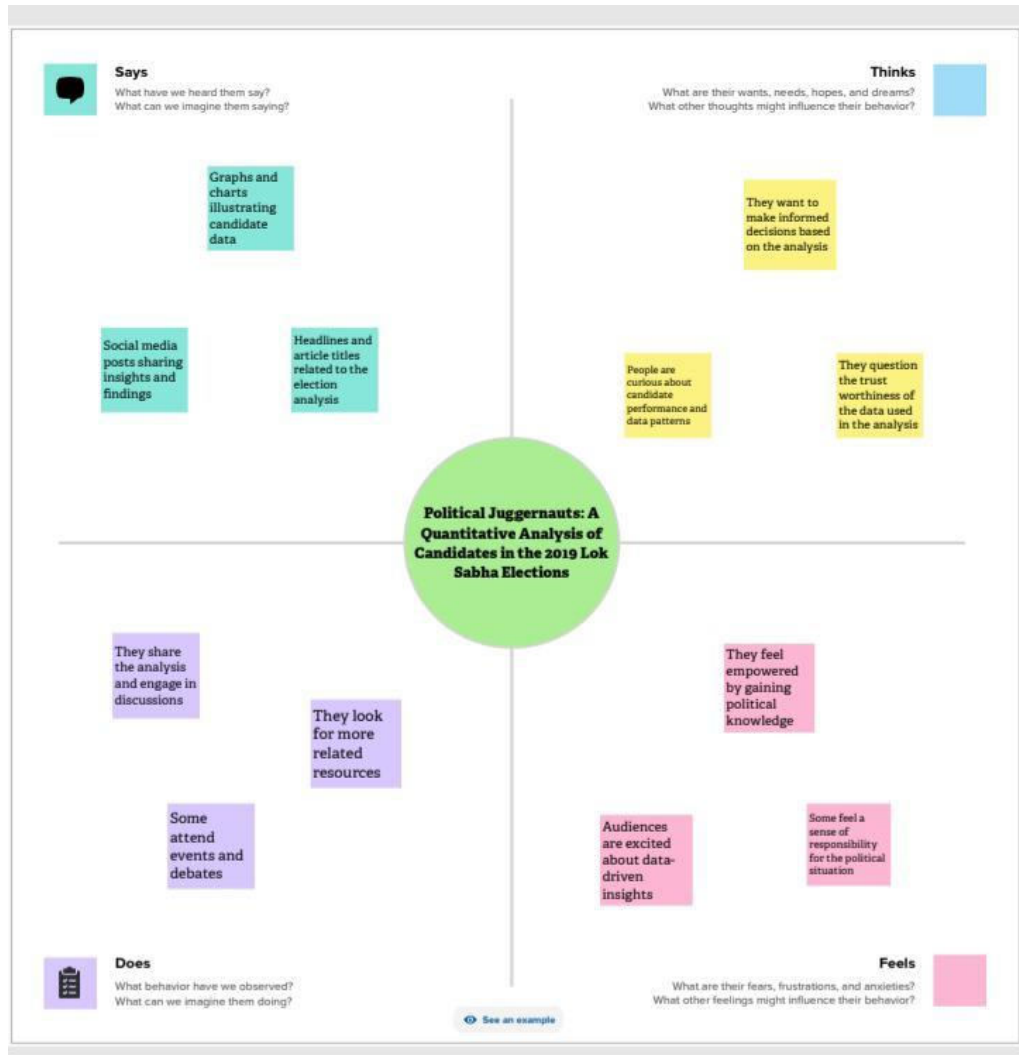 Says
What have we heard them say?
What can we imagine them saying?
Thinks
What are their wants, needs, hopes, and dreams?
What other thoughts might influence their behavior?
Graphs and
charts
illustrating
candidate
data
Social media
posts sharing
insights and
findings
Headlines and
article titles
related to the
election
analysis
They want to
make informed
decisions based
on the analysis
People are
curious about
candidate
performance and
data patterns
They question
the trust
worthiness of
the data used
in the analysis
Political Juggernauts: A
Quantitative Analysis of
Candidates in the 2019 Lok
Sabha Elections
They share
the analysis
and engage in
discussions
They look
for more
related
resources
Some
attend
events and
debates
They feel
empowered
by gaining
political
knowledge
Audiences
are excited
about data-
driven
insights
Some feel a
sense of
responsibility
for the political
situation
Does
What behavior have we observed?
What can we imagine them doing?
Feels
What are their fears, frustrations, and anxieties?
What other feelings might influence their behavior?
See an example